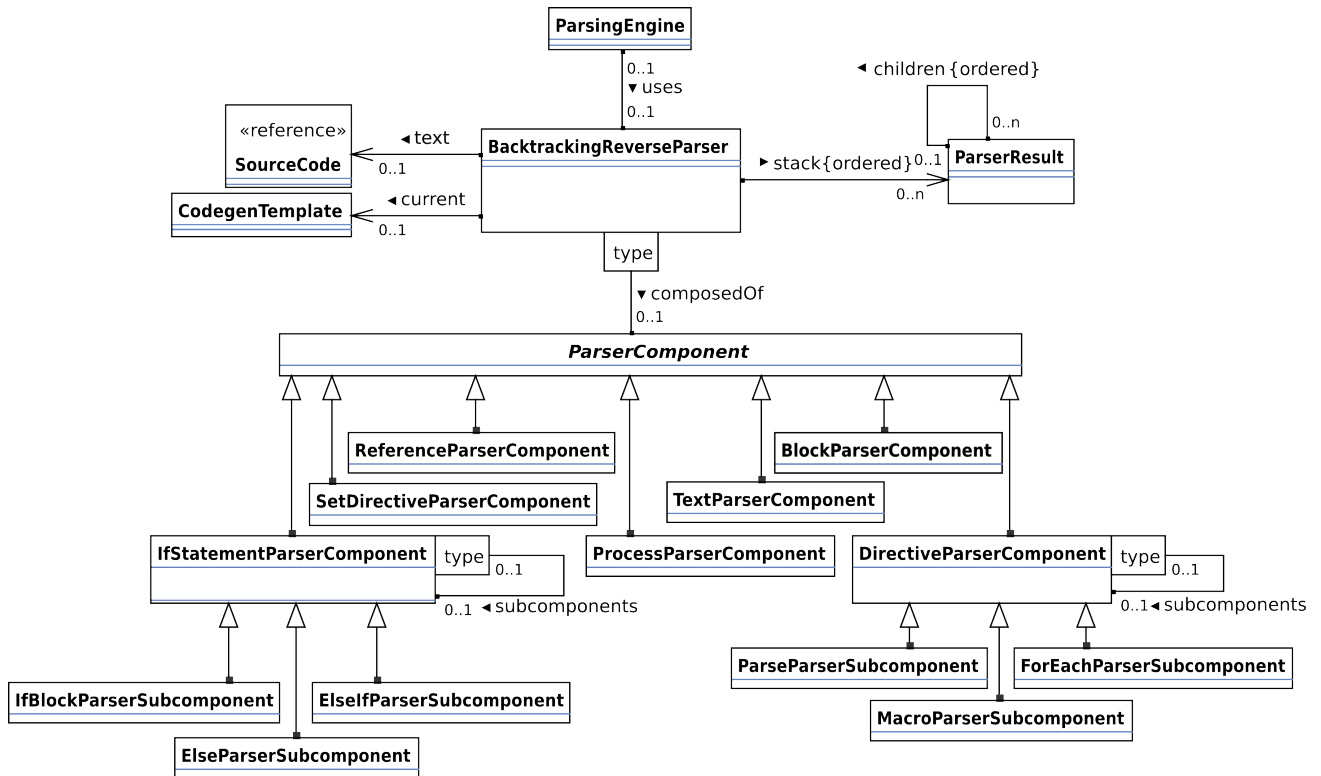 ParsingEngine
0..1
▼ uses
0..1
◄ children {ordered}
0..n
«reference»
SourceCode
◄ text
0..1
BacktrackingReverseParser
► stack{ordered}
0..1
ParserResult
0..n
CodegenTemplate
◄ current
0..1
type
▼ composedOf
0..1
ParserComponent
ReferenceParserComponent
BlockParserComponent
SetDirectiveParserComponent
TextParserComponent
IfStatementParserComponent
type
0..1
0..1 ◄ subcomponents
ProcessParserComponent
DirectiveParserComponent
type
0..1
0..1 ◄ subcomponents
ParseParserSubcomponent
ForEachParserSubcomponent
IfBlockParserSubcomponent
ElseIfParserSubcomponent
MacroParserSubcomponent
ElseParserSubcomponent